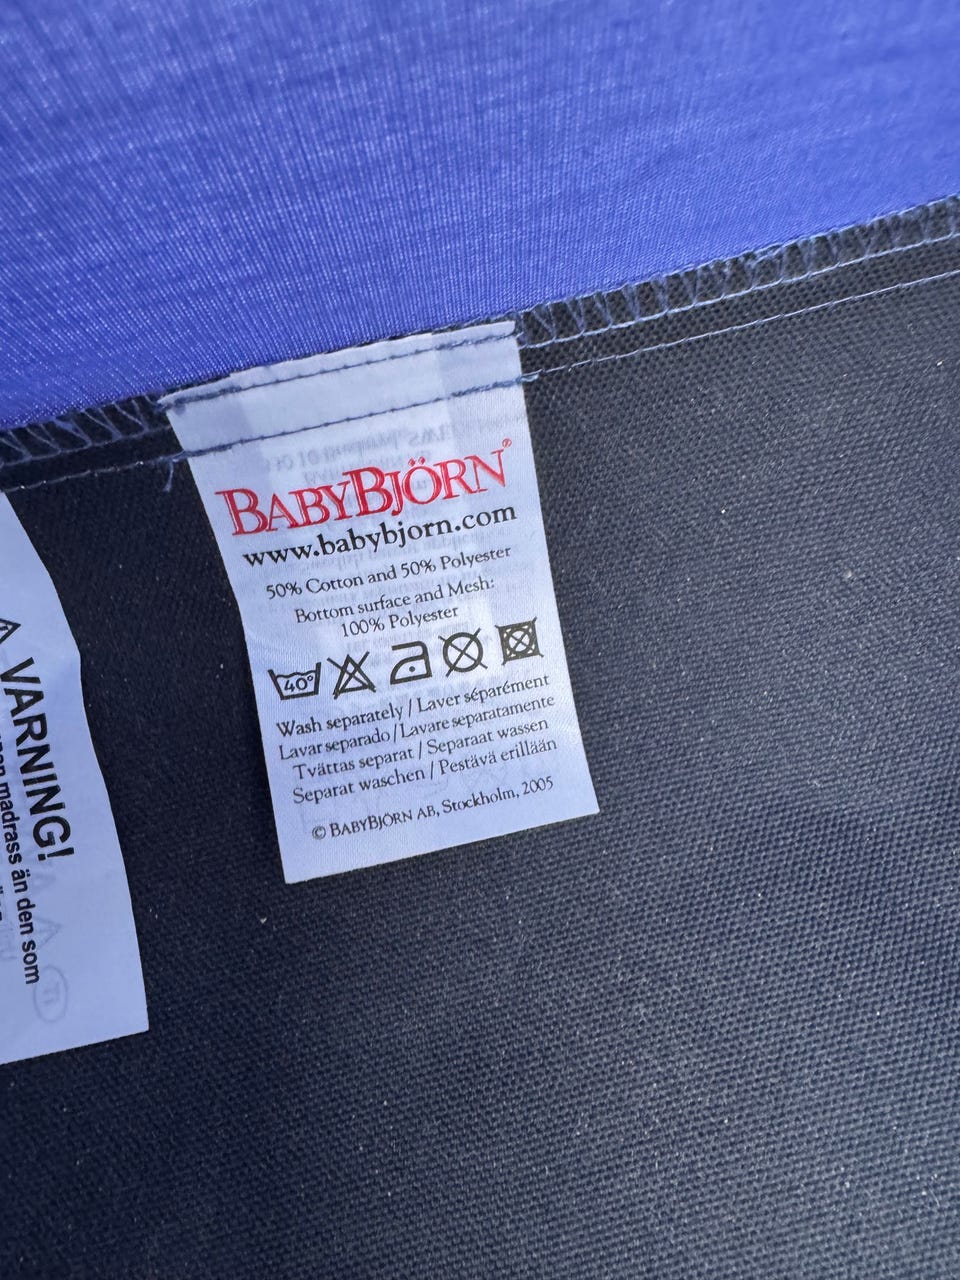 BABYBJÖRN®
www.babybjorn.com
50% Cotton and 50% Polyester
Bottom surface and Mesh:
100% Polyester
40°
Wash separately / Laver séparément
Lavar separado / Lavare separatamente
Tvättas separat / Separaat wassen
Separat waschen / Pestävä erillään
© BABYBJÖRN AB, Stockholm, 2005
VARNING!
madrass än den som